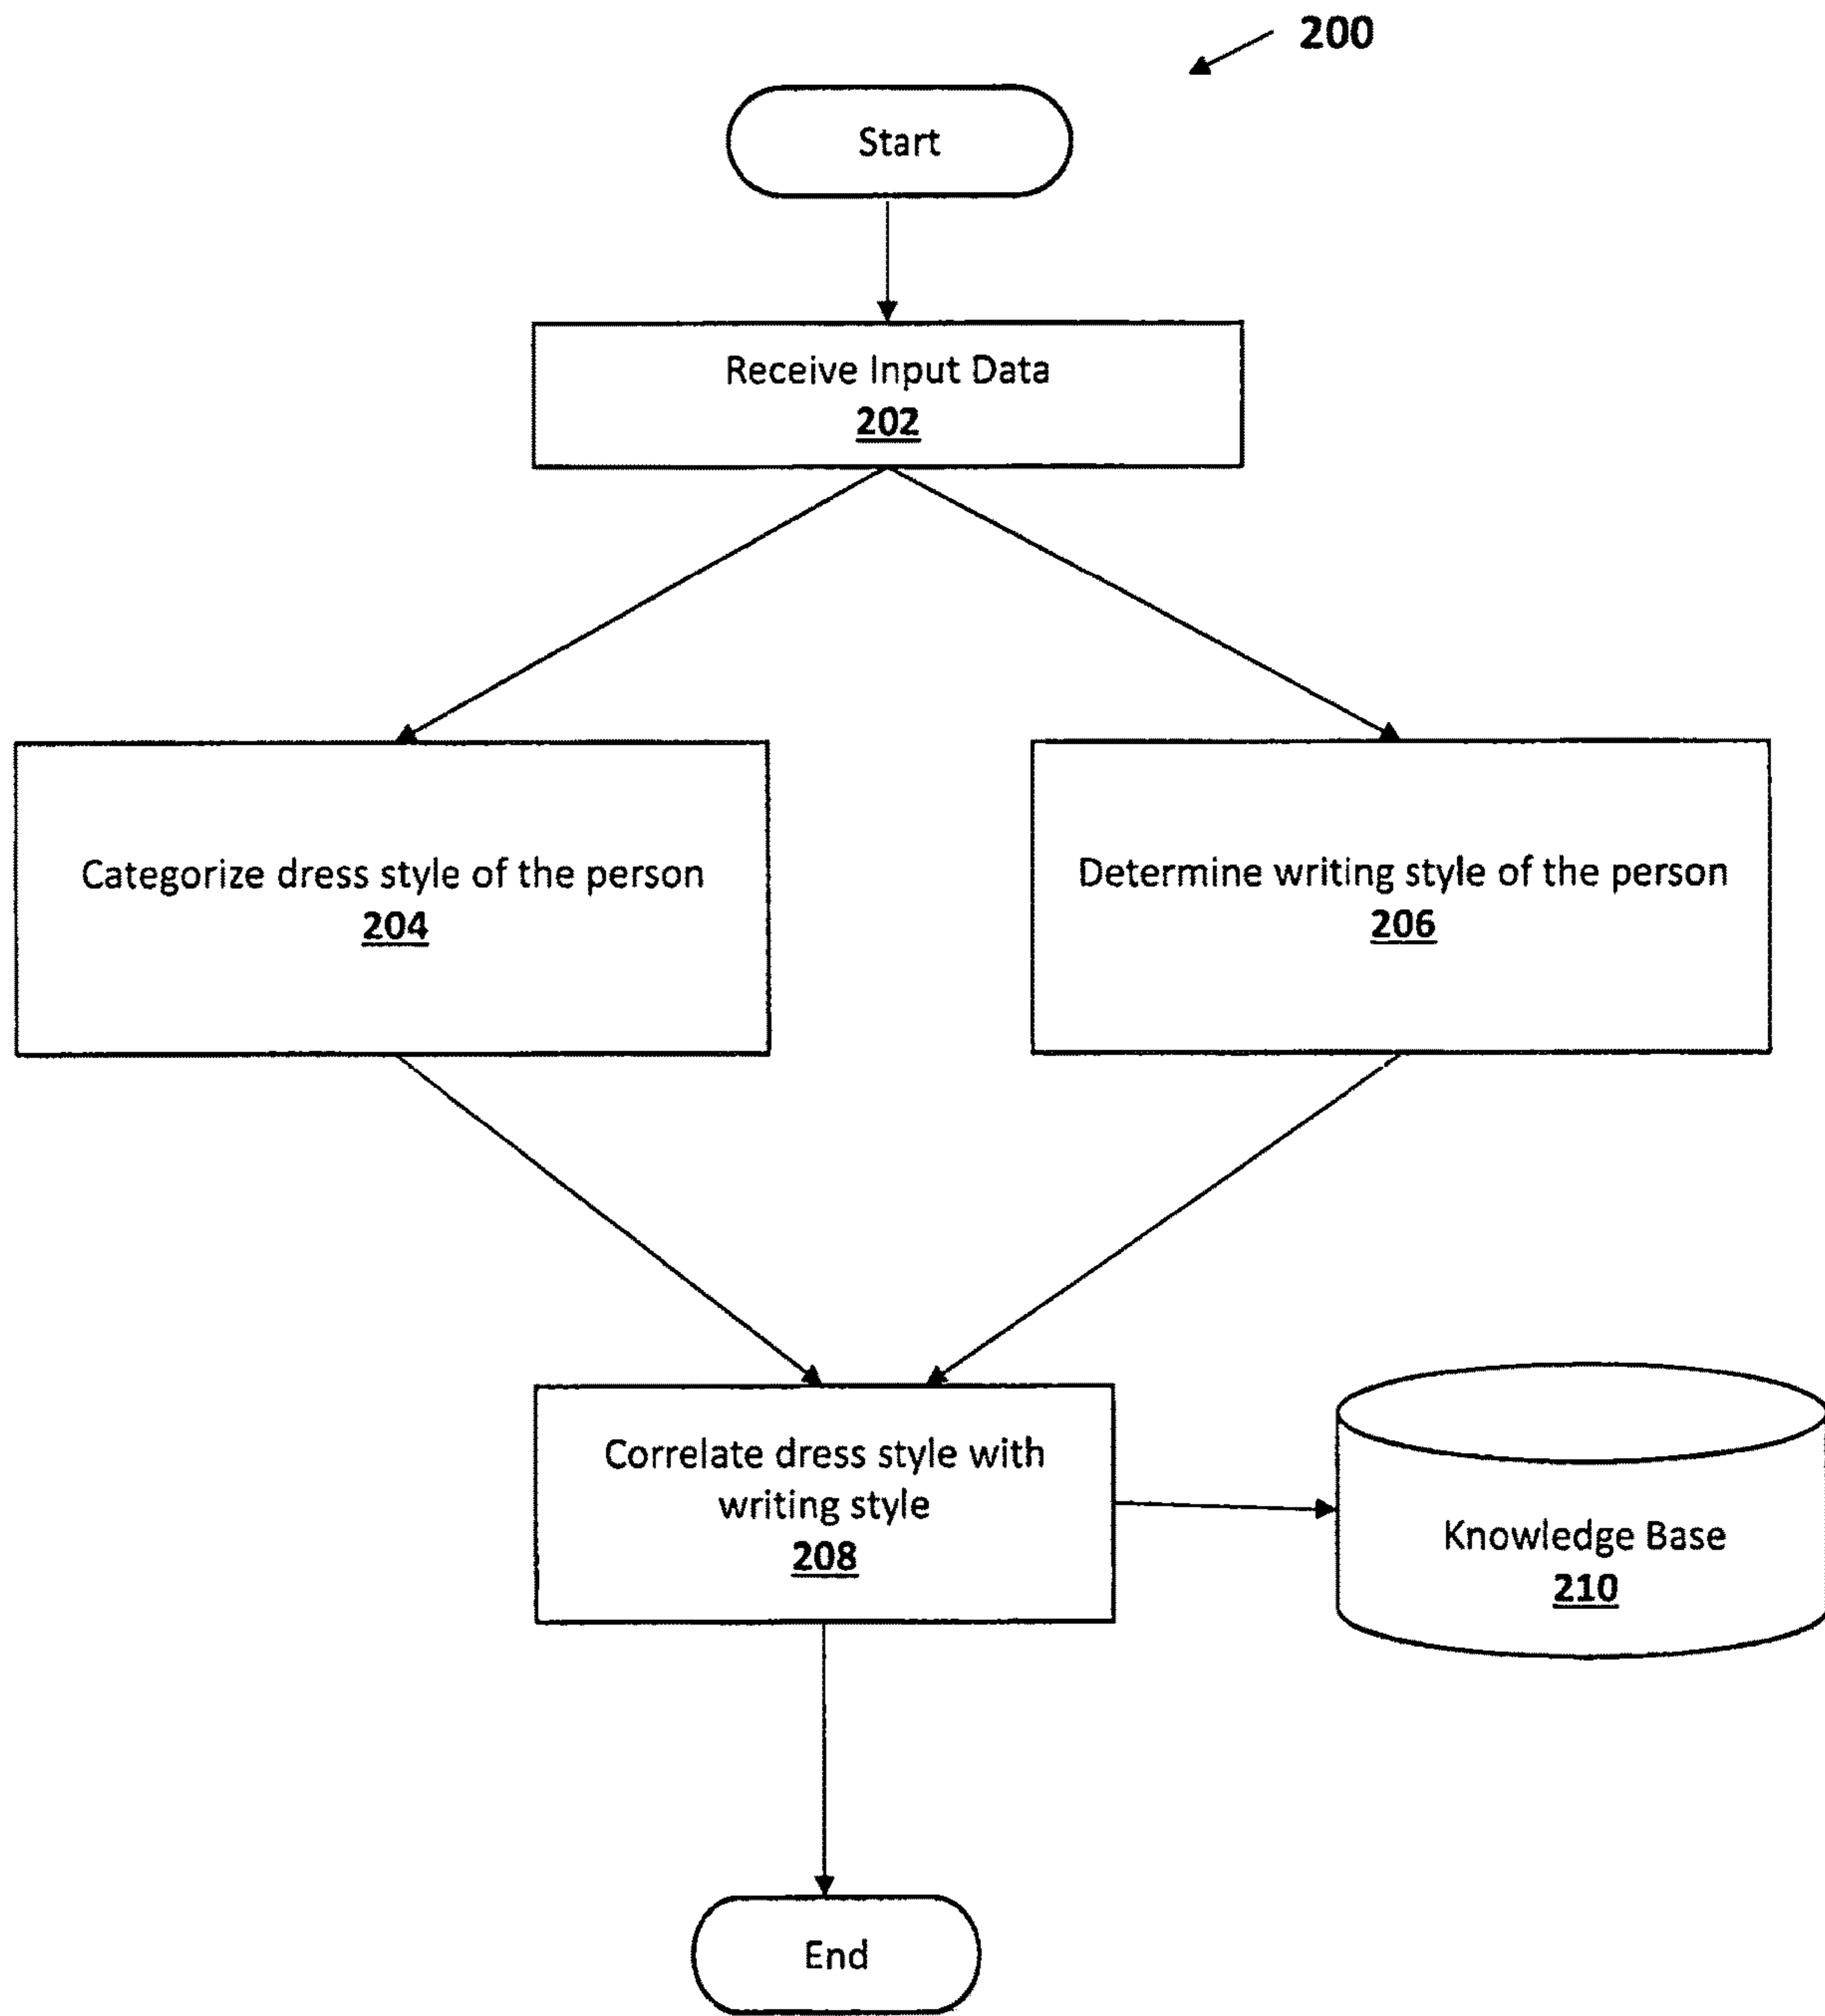 200
Start
Receive Input Data
202
Categorize dress style of the person
204
Determine writing style of the person
206
Correlate dress style with
writing style
208
Knowledge Base
210
End